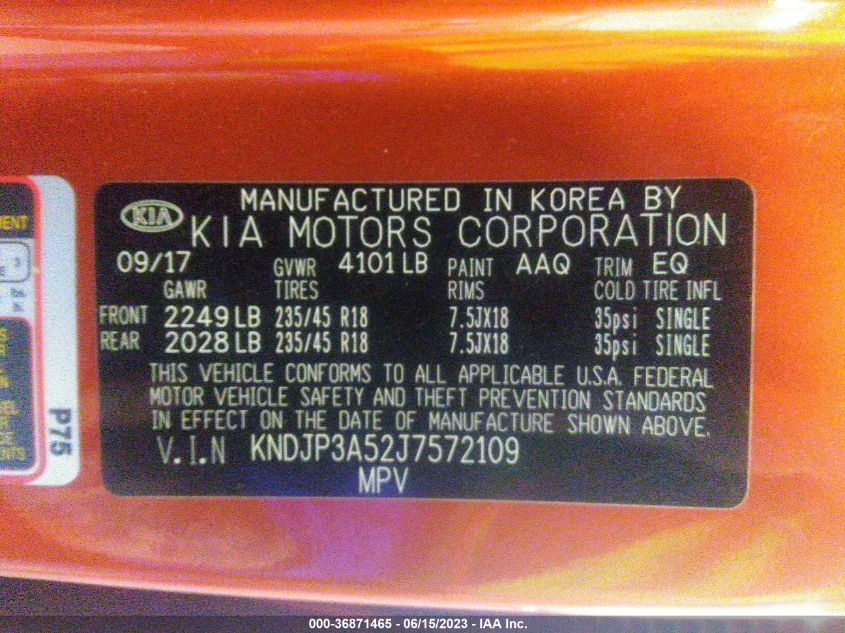 MANUFACTURED IN KOREA BY
KIA KIA MOTORS CORPORATION
09/17 GVWR 4101 LB PAINT AAQ TRIM EQ
GAWR TIRES RIMS COLD TIRE INFL
FRONT 2249 LB 235/45 R18 7.5JX18 35psi SINGLE
REAR 2028 LB 235/45 R18 7.5JX18 35psi SINGLE
THIS VEHICLE CONFORMS TO ALL APPLICABLE U.S.A. FEDERAL
MOTOR VEHICLE SAFETY AND THEFT PREVENTION STANDARDS
IN EFFECT ON THE DATE OF MANUFACTURE SHOWN ABOVE.
V.I.N KNDJP3A52J7572109
MPV
P75
000-36871465 - 06/15/2023 - IAA Inc.